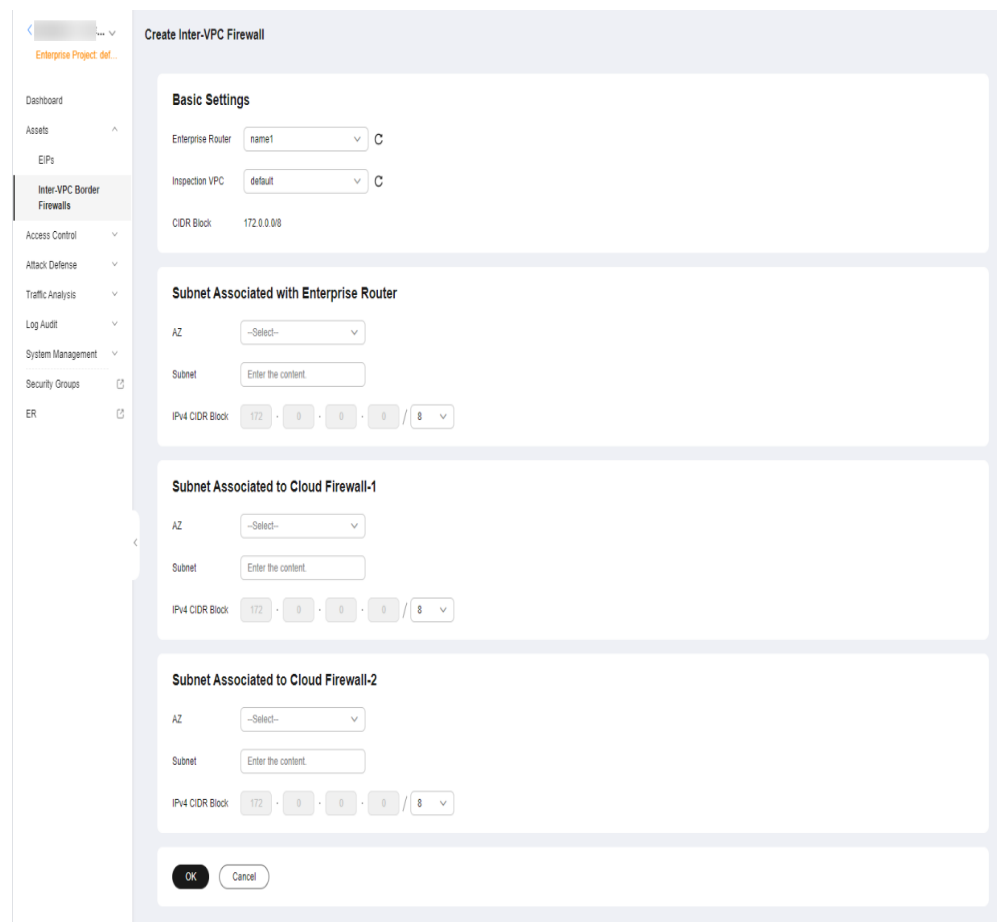 Enterprise Project: def...
Dashboard
Assets
EIPs
Inter-VPC Border
Firewalls
Access Control
Attack Defense
Traffic Analysis
Log Audit
System Management
Security Groups
ER
Create Inter-VPC Firewall
Basic Settings
Enterprise Router name1
Inspection VPC default
CIDR Block 172.0.0.0/8
Subnet Associated with Enterprise Router
AZ --Select--
Subnet Enter the content.
IPv4 CIDR Block 172 . 0 . 0 . 0 / 8
Subnet Associated to Cloud Firewall-1
AZ --Select--
Subnet Enter the content.
IPv4 CIDR Block 172 . 0 . 0 . 0 / 8
Subnet Associated to Cloud Firewall-2
AZ --Select--
Subnet Enter the content.
IPv4 CIDR Block 172 . 0 . 0 . 0 / 8
OK Cancel